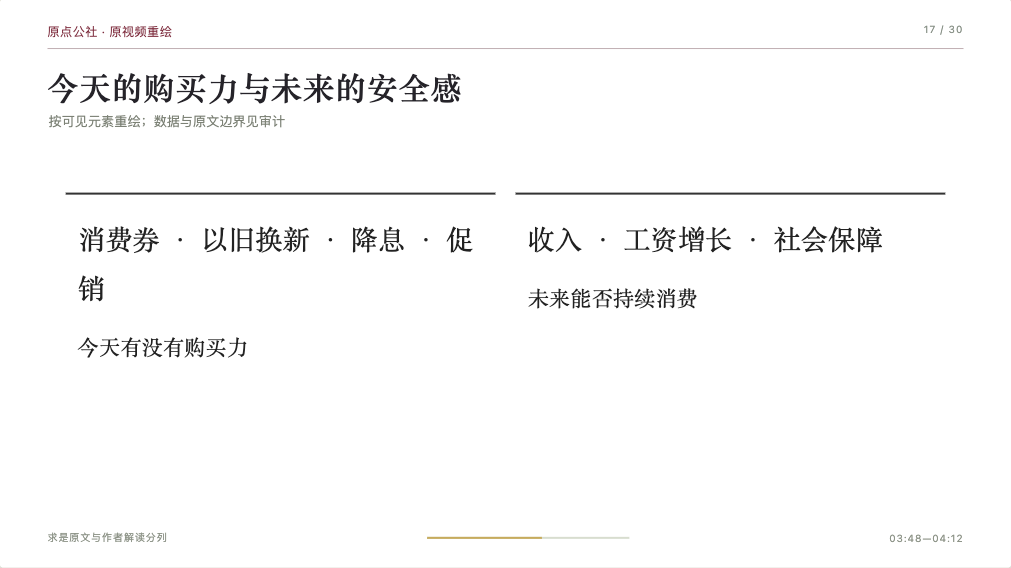 原点公社 · 原视频重绘
17 / 30
今天的购买力与未来的安全感
按可见元素重绘；数据与原文边界见审计
消费券 · 以旧换新 · 降息 · 促
销
今天有没有购买力
收入 · 工资增长 · 社会保障
未来能否持续消费
求是原文与作者解读分列
03:48—04:12